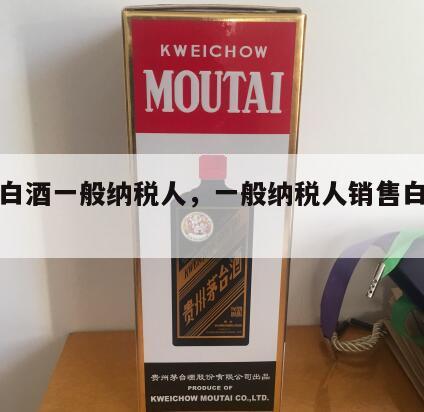 KWEICHOW
MOUTAI
白酒一般纳税人，一般纳税人销售白
贵州茅台酒
贵州茅台酒股份有限公司出品
PRODUCE OF
KWEICHOW MOUTAI CO.,LTD.